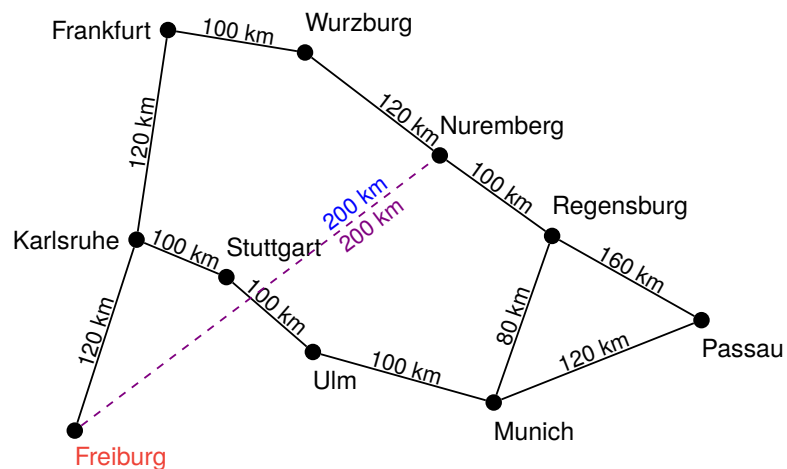 Frankfurt
100 km
Wurzburg
120 km
120 km
Nuremberg
100 km
200 km
200 km
Regensburg
Karlsruhe
100 km
Stuttgart
160 km
100 km
80 km
120 km
120 km
Passau
100 km
Ulm
Munich
Freiburg